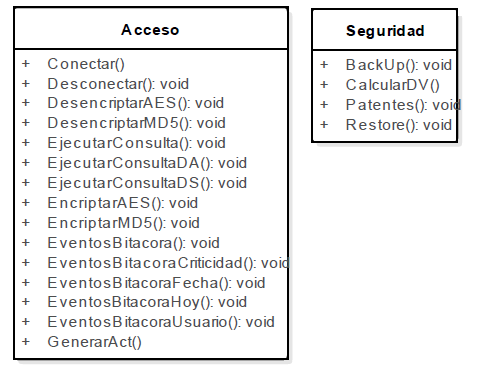 Acceso
+ Conectar()
+ Desconectar(): void
+ DesencriptarAES(): void
+ DesencriptarMD5(): void
+ EjecutarConsulta(): void
+ EjecutarConsultaDA(): void
+ EjecutarConsultaDS(): void
+ EncriptarAES(): void
+ EncriptarMD5(): void
+ EventosBitacora(): void
+ EventosBitacoraCriticidad(): void
+ EventosBitacoraFecha(): void
+ EventosBitacoraHoy(): void
+ EventosBitacoraUsuario(): void
+ GenerarAct()
Seguridad
+ BackUp(): void
+ CalcularDV()
+ Patentes(): void
+ Restore(): void